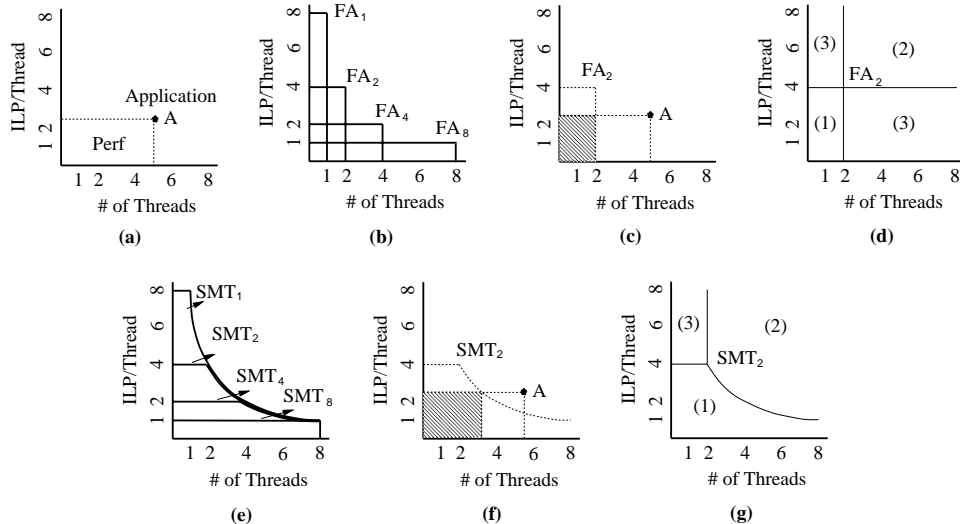 ILP/Thread
8
6
4
2
1
Application
A
Perf
1 2 4 6 8
# of Threads
(a)
ILP/Thread
8
6
4
2
1
FA1
FA2
FA4
FA8
1 2 4 6 8
# of Threads
(b)
ILP/Thread
8
6
4
2
1
FA2
A
1 2 4 6 8
# of Threads
(c)
ILP/Thread
8
6
4
2
1
(3)
(2)
FA2
(1)
(3)
1 2 4 6 8
# of Threads
(d)
ILP/Thread
8
6
4
2
1
SMT1
SMT2
SMT4
SMT8
1 2 4 6 8
# of Threads
(e)
ILP/Thread
8
6
4
2
1
SMT2
A
1 2 4 6 8
# of Threads
(f)
ILP/Thread
8
6
4
2
1
(3)
(2)
SMT2
(1)
1 2 4 6 8
# of Threads
(g)